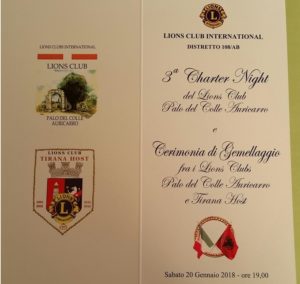 LIONS CLUBS INTERNATIONAL
LIONS CLUB
PALO DEL COLLE
AURICARRO
LIONS CLUB
TIRANA HOST
L
LIONS CLUB INTERNATIONAL
DISTRETTO 108/AB
3ª Charter Night
del Lions Club
Palo del Colle Auricarro
e
Cerimonia di Gemellaggio
fra i Lions Clubs
Palo del Colle Auricarro
e Tirana Host
Sabato 20 Gennaio 2018 - ore 19,00